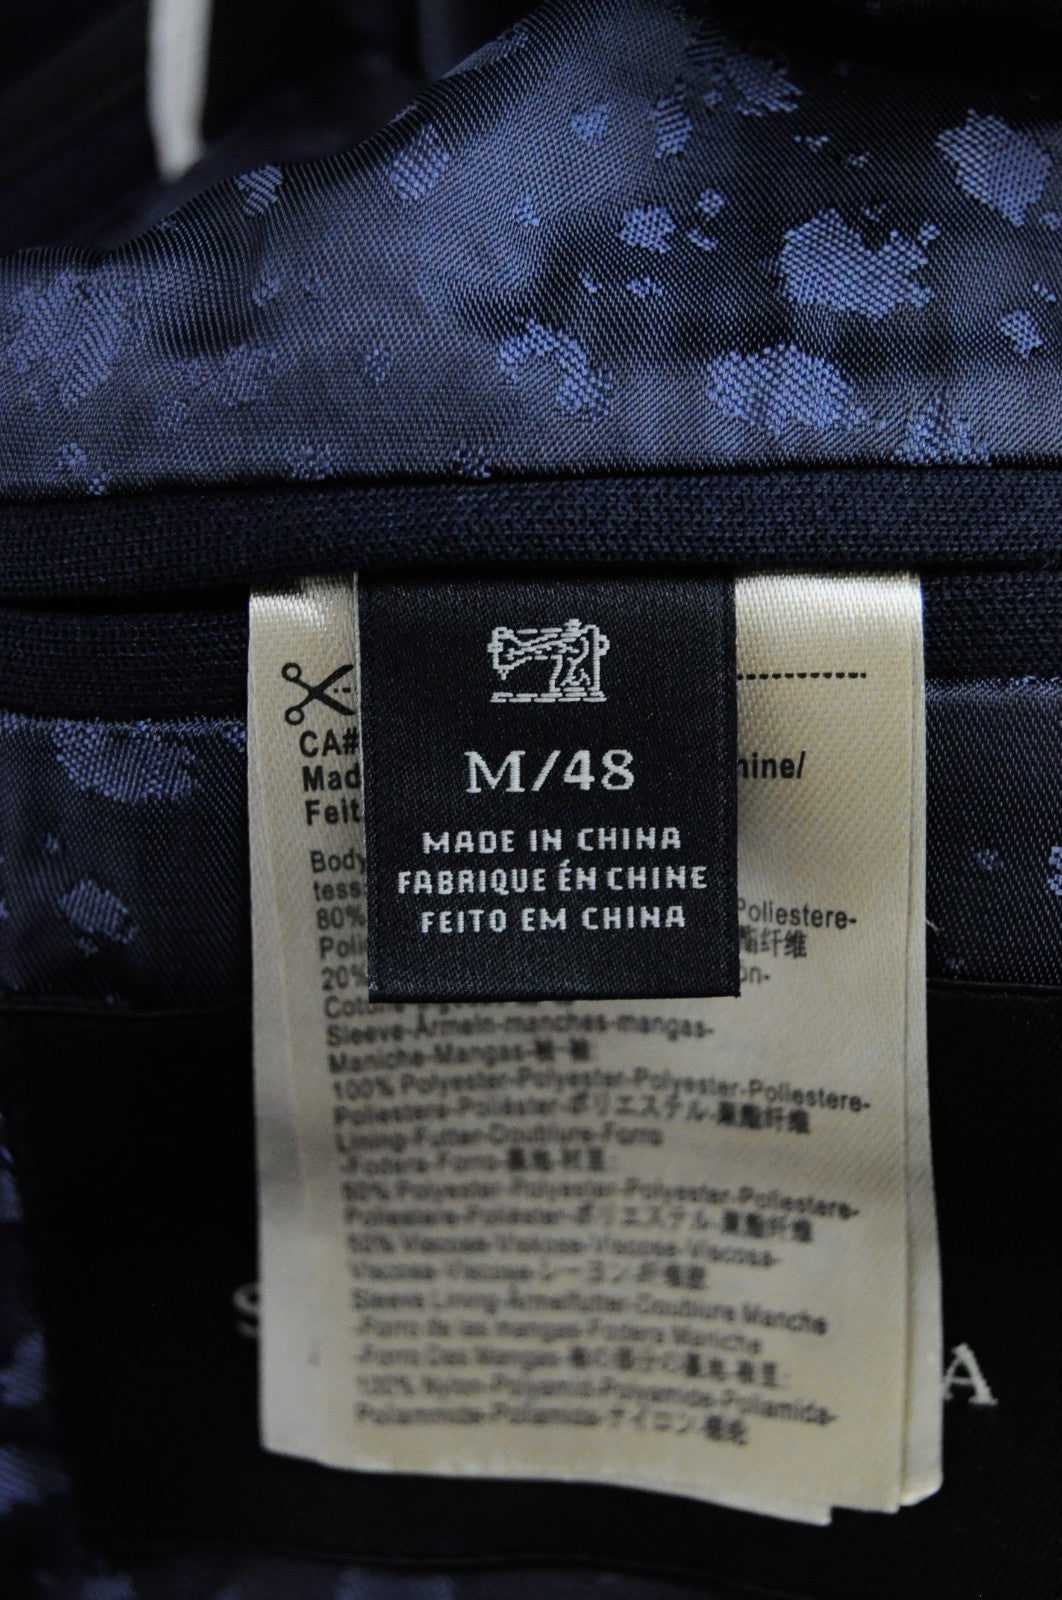 M/48
MADE IN CHINA
FABRIQUE ÉN CHINE
FEITO EM CHINA
CA#
Mad hine/
Feit
Body
tess:
80% Poliestere-
Poli 酯纤维
20% on-
Sleeve-Ärmeln-manches-mangas-
Maniche-Mangas-袖-袖:
100% Polyester-Polyester-Polyester-Poliestere-
Poliestere-Poliéster-ポリエステル-聚酯纤维
Lining-Futter-Doublure-Forro
-Fodera-Forro-裏地-衬里:
50% Polyester-Polyester-Polyester-Poliestere-
Poliestere-Poliéster-ポリエステル-聚酯纤维
50% Viscose-Viskose-Viscose-Viscosa-
Viscosa-Viscose-レーヨン-纤维胶
Sleeve Lining-Ärmelfutter-Doublure Manche
-Forro de las mangas-Fodera Maniche
-Forro Das Mangas-袖の部分の裏地-衬里:
100% Nylon-Polyamid-Polyamide-Poliamida-
Poliammide-Poliamida-ナイロン-锦纶
S A